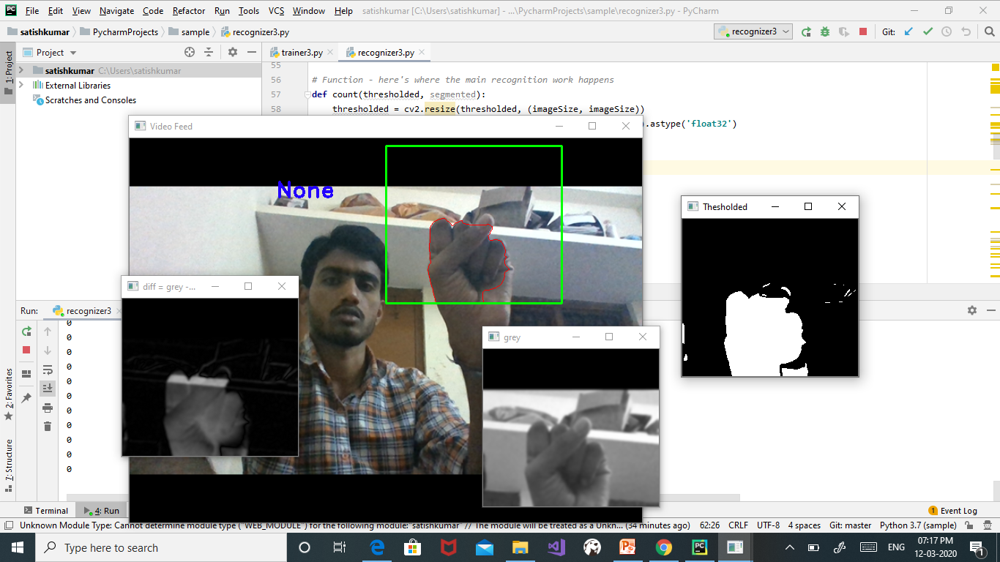 PC File Edit View Navigate Code Refactor Run Tools VCS Window Help satishkumar [C:\Users\satishkumar] - ...\PycharmProjects\sample\recognizer3.py - PyCharm
satishkumar PycharmProjects sample recognizer3.py recognizer3 Git:
1: Project
Project
trainer3.py recognizer3.py
satishkumar C:\Users\satishkumar
External Libraries
Scratches and Consoles
55
56 # Function - here's where the main recognition work happens
57 def count(thresholded, segmented):
58 thresholded = cv2.resize(thresholded, (imageSize, imageSize))
).astype('float32')
Video Feed
None
Thesholded
diff = grey -...
grey
Run: recognizer3
0
0
0
0
0
0
0
0
0
0
0
2: Favorites
7: Structure
Terminal 4: Run 1 Event Log
Unknown Module Type: Cannot determine module type ("WEB_MODULE") for the following module:"satishkumar" // The module will be treated as a Unkn... (34 minutes ago) 62:26 CRLF UTF-8 4 spaces Git: master Python 3.7 (sample)
Type here to search
PC
ENG
07:17 PM
12-03-2020
1